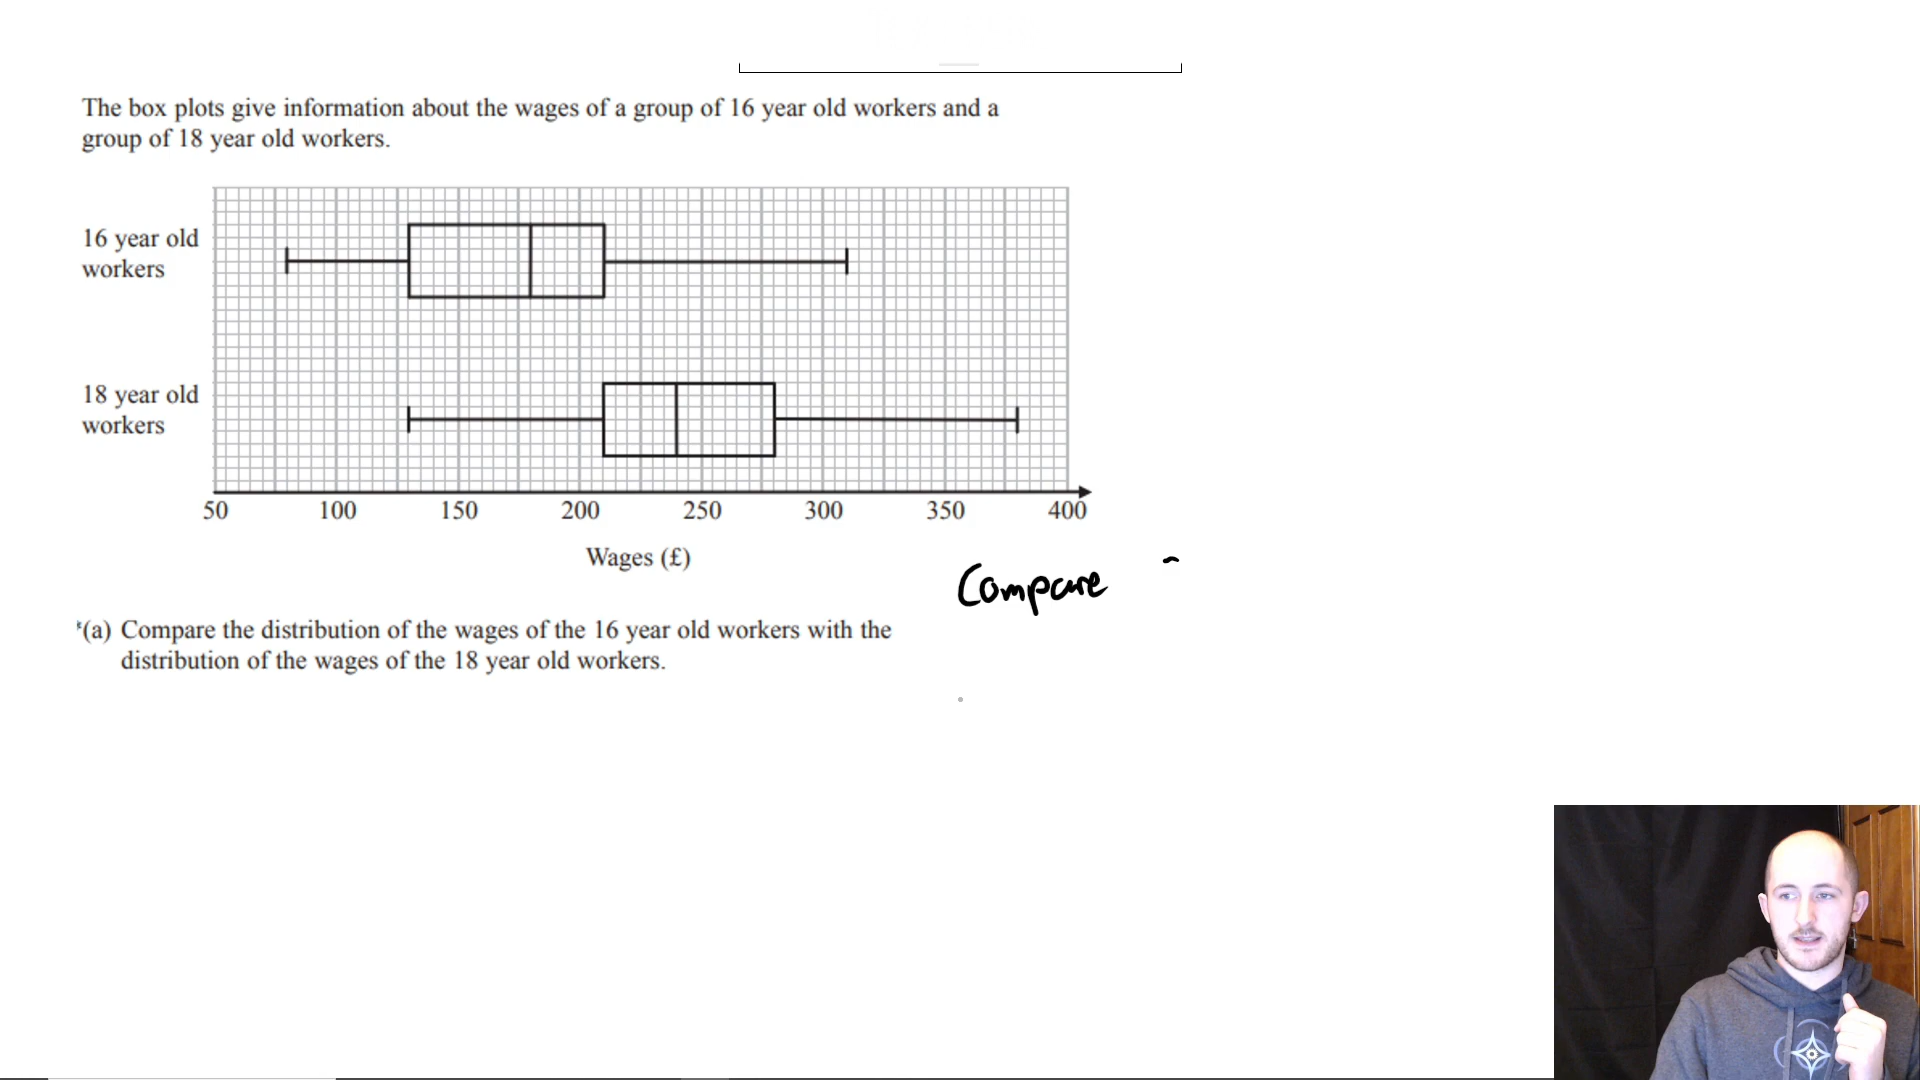 The box plots give information about the wages of a group of 16 year old workers and a
group of 18 year old workers.
16 year old
workers
18 year old
workers
50 100 150 200 250 300 350 400
Wages (£)
Compare
*(a) Compare the distribution of the wages of the 16 year old workers with the
distribution of the wages of the 18 year old workers.